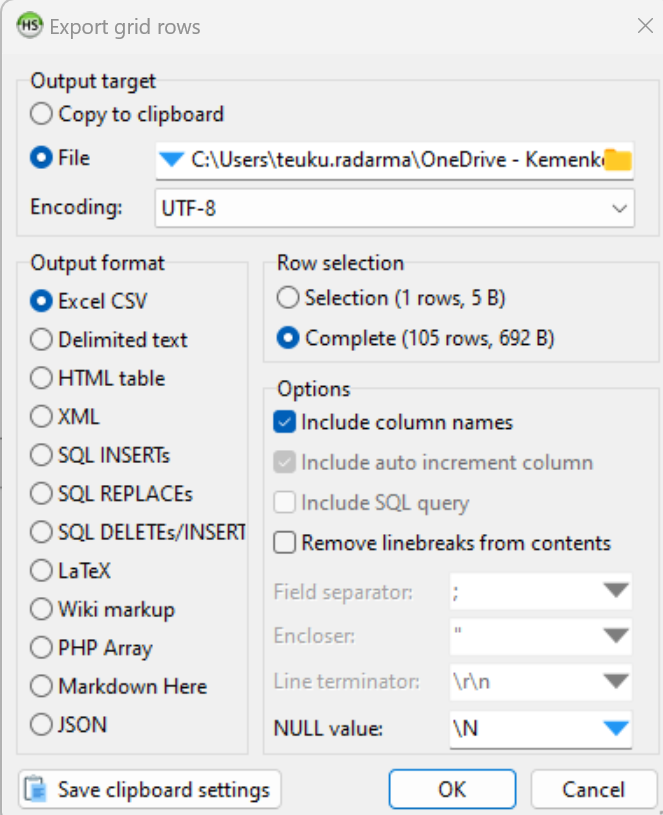 HS Export grid rows
Output target
Copy to clipboard
File C:\Users\teuku.radarma\OneDrive - Kemenk
Encoding: UTF-8
Output format
Excel CSV
Delimited text
HTML table
XML
SQL INSERTs
SQL REPLACEs
SQL DELETEs/INSERT
LaTeX
Wiki markup
PHP Array
Markdown Here
JSON
Row selection
Selection (1 rows, 5 B)
Complete (105 rows, 692 B)
Options
Include column names
Include auto increment column
Include SQL query
Remove linebreaks from contents
Field separator: ;
Encloser: "
Line terminator: \r\n
NULL value: \N
Save clipboard settings
OK
Cancel